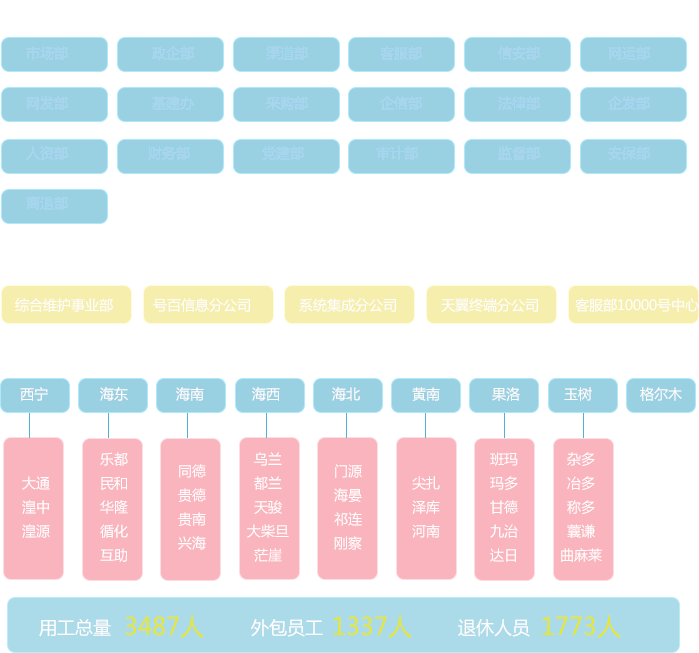 市场部 政企部 渠道部 客服部 信安部 网运部
网发部 基建办 采购部 企信部 法律部 企发部
人资部 财务部 党建部 审计部 监督部 安保部
离退部
综合维护事业部 号百信息分公司 系统集成分公司 天翼终端分公司 客服部10000号中心
西宁 海东 海南 海西 海北 黄南 果洛 玉树 格尔木
大通
湟中
湟源
乐都
民和
华隆
循化
互助
同德
贵德
贵南
兴海
乌兰
都兰
天骏
大柴旦
茫崖
门源
海晏
祁连
刚察
尖扎
泽库
河南
班玛
玛多
甘德
九治
达日
杂多
冶多
称多
囊谦
曲麻莱
用工总量 3487人 外包员工 1337人 退休人员 1773人